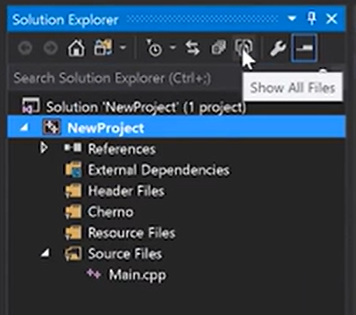 Solution Explorer
Search Solution Explorer (Ctrl+;)
Show All Files
Solution 'NewProject' (1 project)
NewProject
References
External Dependencies
Header Files
Cherno
Resource Files
Source Files
Main.cpp